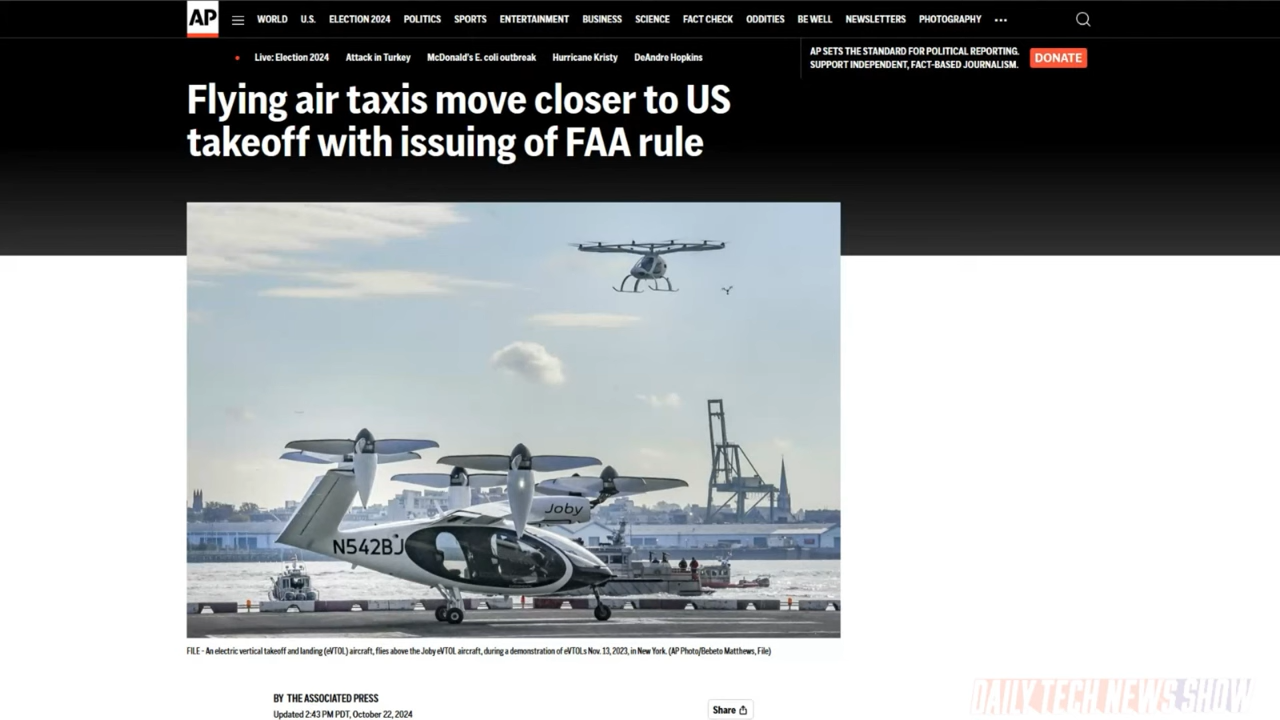 AP
WORLD U.S. ELECTION 2024 POLITICS SPORTS ENTERTAINMENT BUSINESS SCIENCE FACT CHECK ODDITIES BE WELL NEWSLETTERS PHOTOGRAPHY
Live: Election 2024 Attack in Turkey McDonald's E. coli outbreak Hurricane Kristy DeAndre Hopkins
AP SETS THE STANDARD FOR POLITICAL REPORTING.
SUPPORT INDEPENDENT, FACT-BASED JOURNALISM.
DONATE
Flying air taxis move closer to US
takeoff with issuing of FAA rule
Joby
N542BJ
FILE - An electric vertical takeoff and landing (eVTOL) aircraft, flies above the Joby eVTOL aircraft, during a demonstration of eVTOLs Nov. 13, 2023, in New York. (AP Photo/Bebeto Matthews, File)
BY THE ASSOCIATED PRESS
Updated 2:43 PM PDT, October 22, 2024
Share
DAILY TECH NEWS SHOW